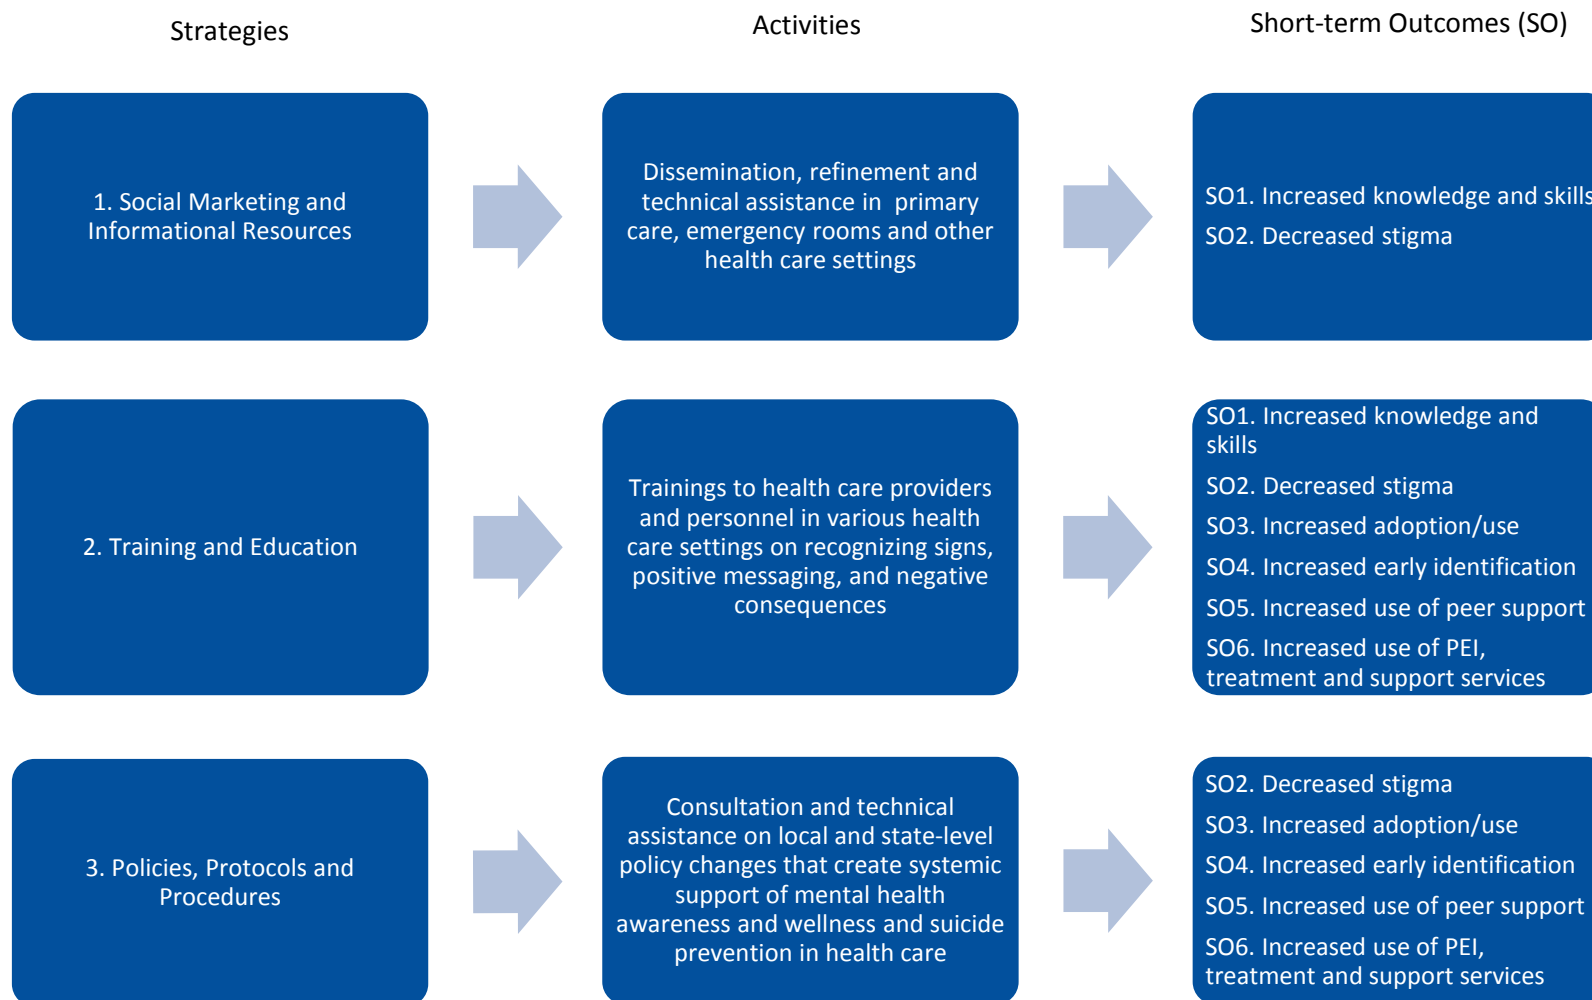 Strategies
Activities
Short-term Outcomes (SO)
1. Social Marketing and
Informational Resources
Dissemination, refinement and
technical assistance in primary
care, emergency rooms and other
health care settings
SO1. Increased knowledge and skills
SO2. Decreased stigma
2. Training and Education
Trainings to health care providers
and personnel in various health
care settings on recognizing signs,
positive messaging, and negative
consequences
SO1. Increased knowledge and
skills
SO2. Decreased stigma
SO3. Increased adoption/use
SO4. Increased early identification
SO5. Increased use of peer support
SO6. Increased use of PEI,
treatment and support services
3. Policies, Protocols and
Procedures
Consultation and technical
assistance on local and state-level
policy changes that create systemic
support of mental health
awareness and wellness and suicide
prevention in health care
SO2. Decreased stigma
SO3. Increased adoption/use
SO4. Increased early identification
SO5. Increased use of peer support
SO6. Increased use of PEI,
treatment and support services